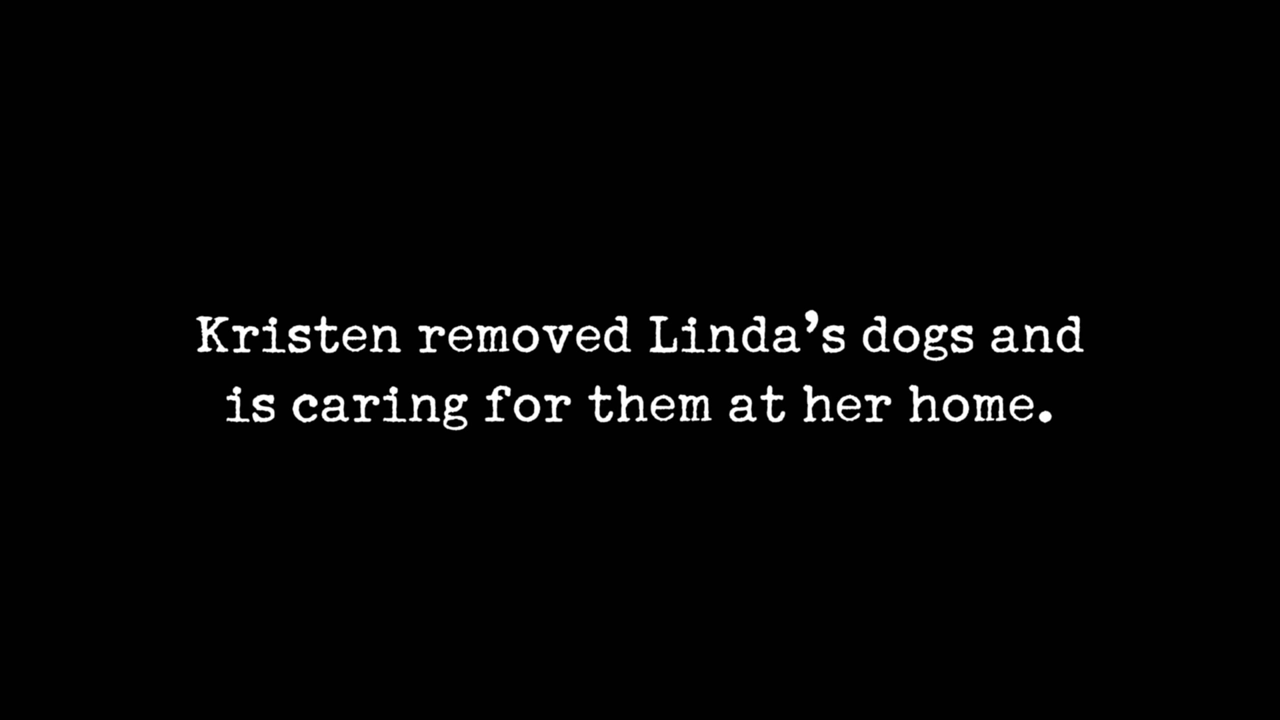 Kristen removed Linda’s dogs and
is caring for them at her home.